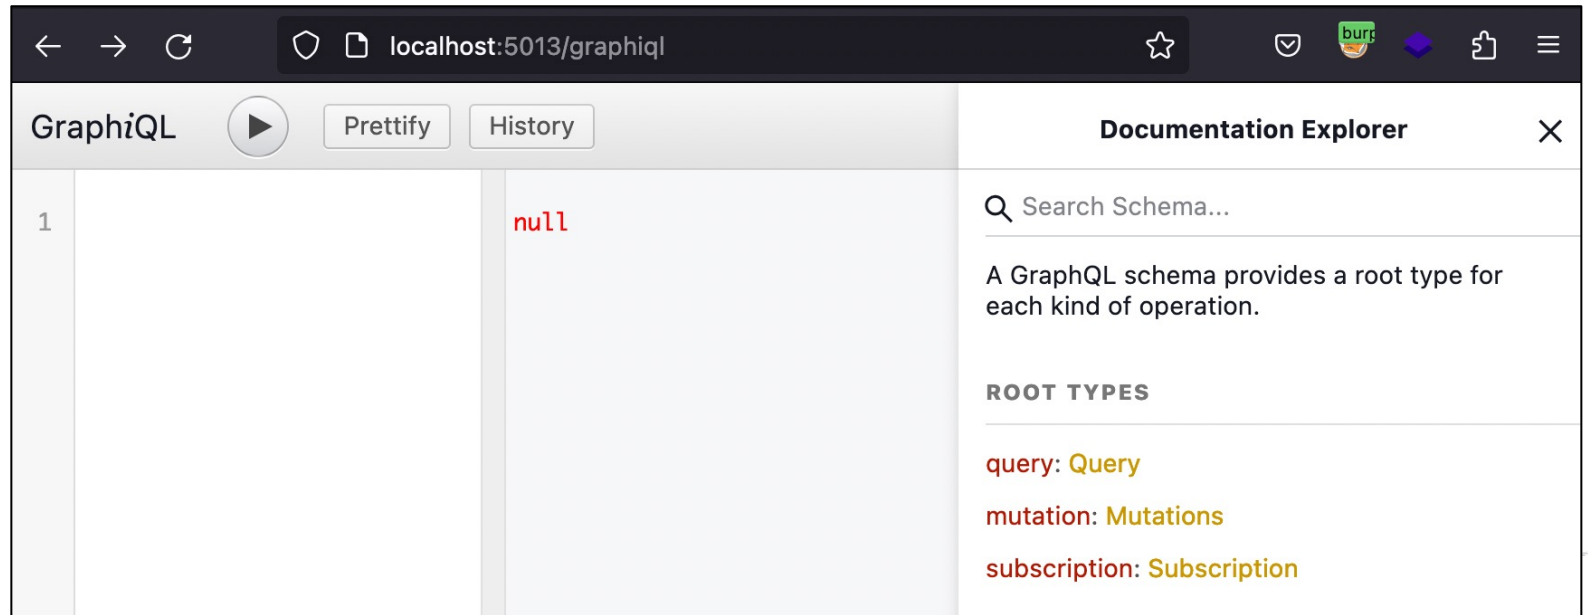 localhost:5013/graphiql
burp
GraphiQL
Prettify
History
Documentation Explorer
1
null
Search Schema...
A GraphQL schema provides a root type for
each kind of operation.
ROOT TYPES
query: Query
mutation: Mutations
subscription: Subscription